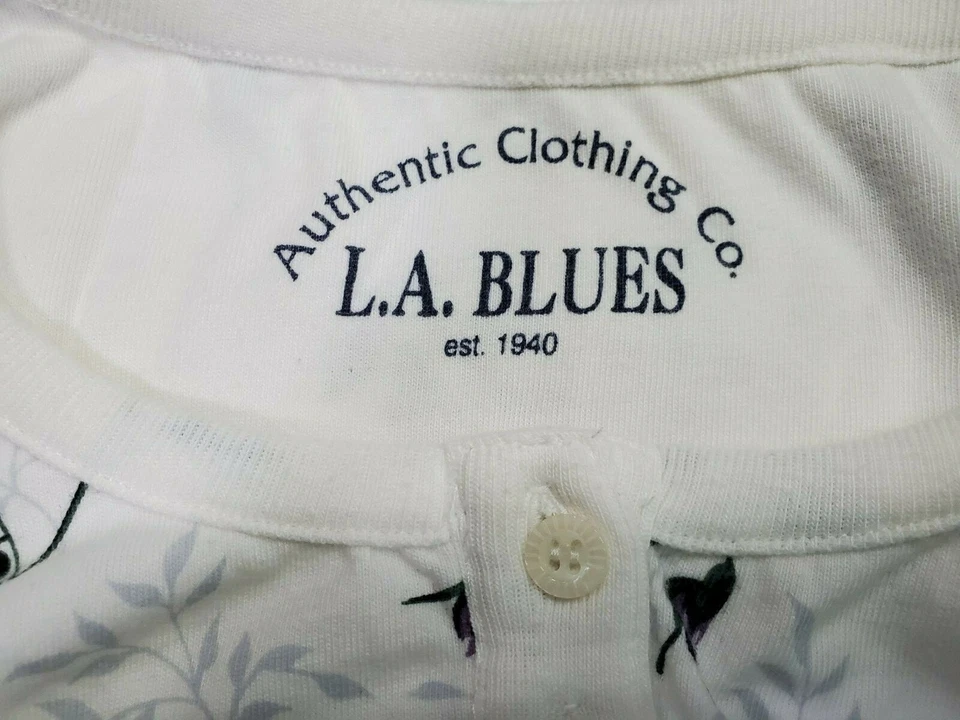 Authentic Clothing Co.
L.A. BLUES
est. 1940